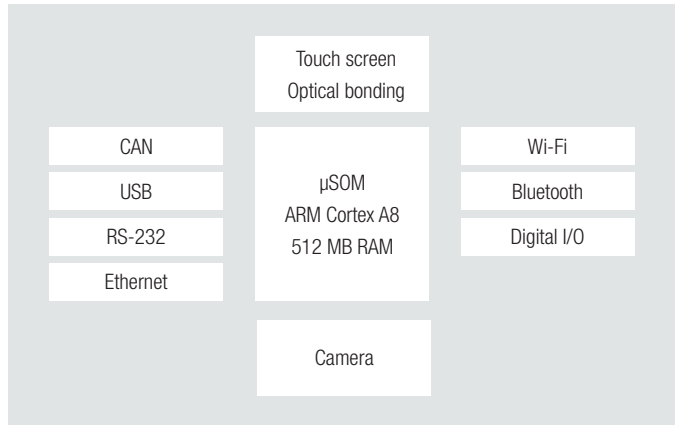 Touch screen
Optical bonding
CAN
USB
RS-232
Ethernet
µSOM
ARM Cortex A8
512 MB RAM
Wi-Fi
Bluetooth
Digital I/O
Camera